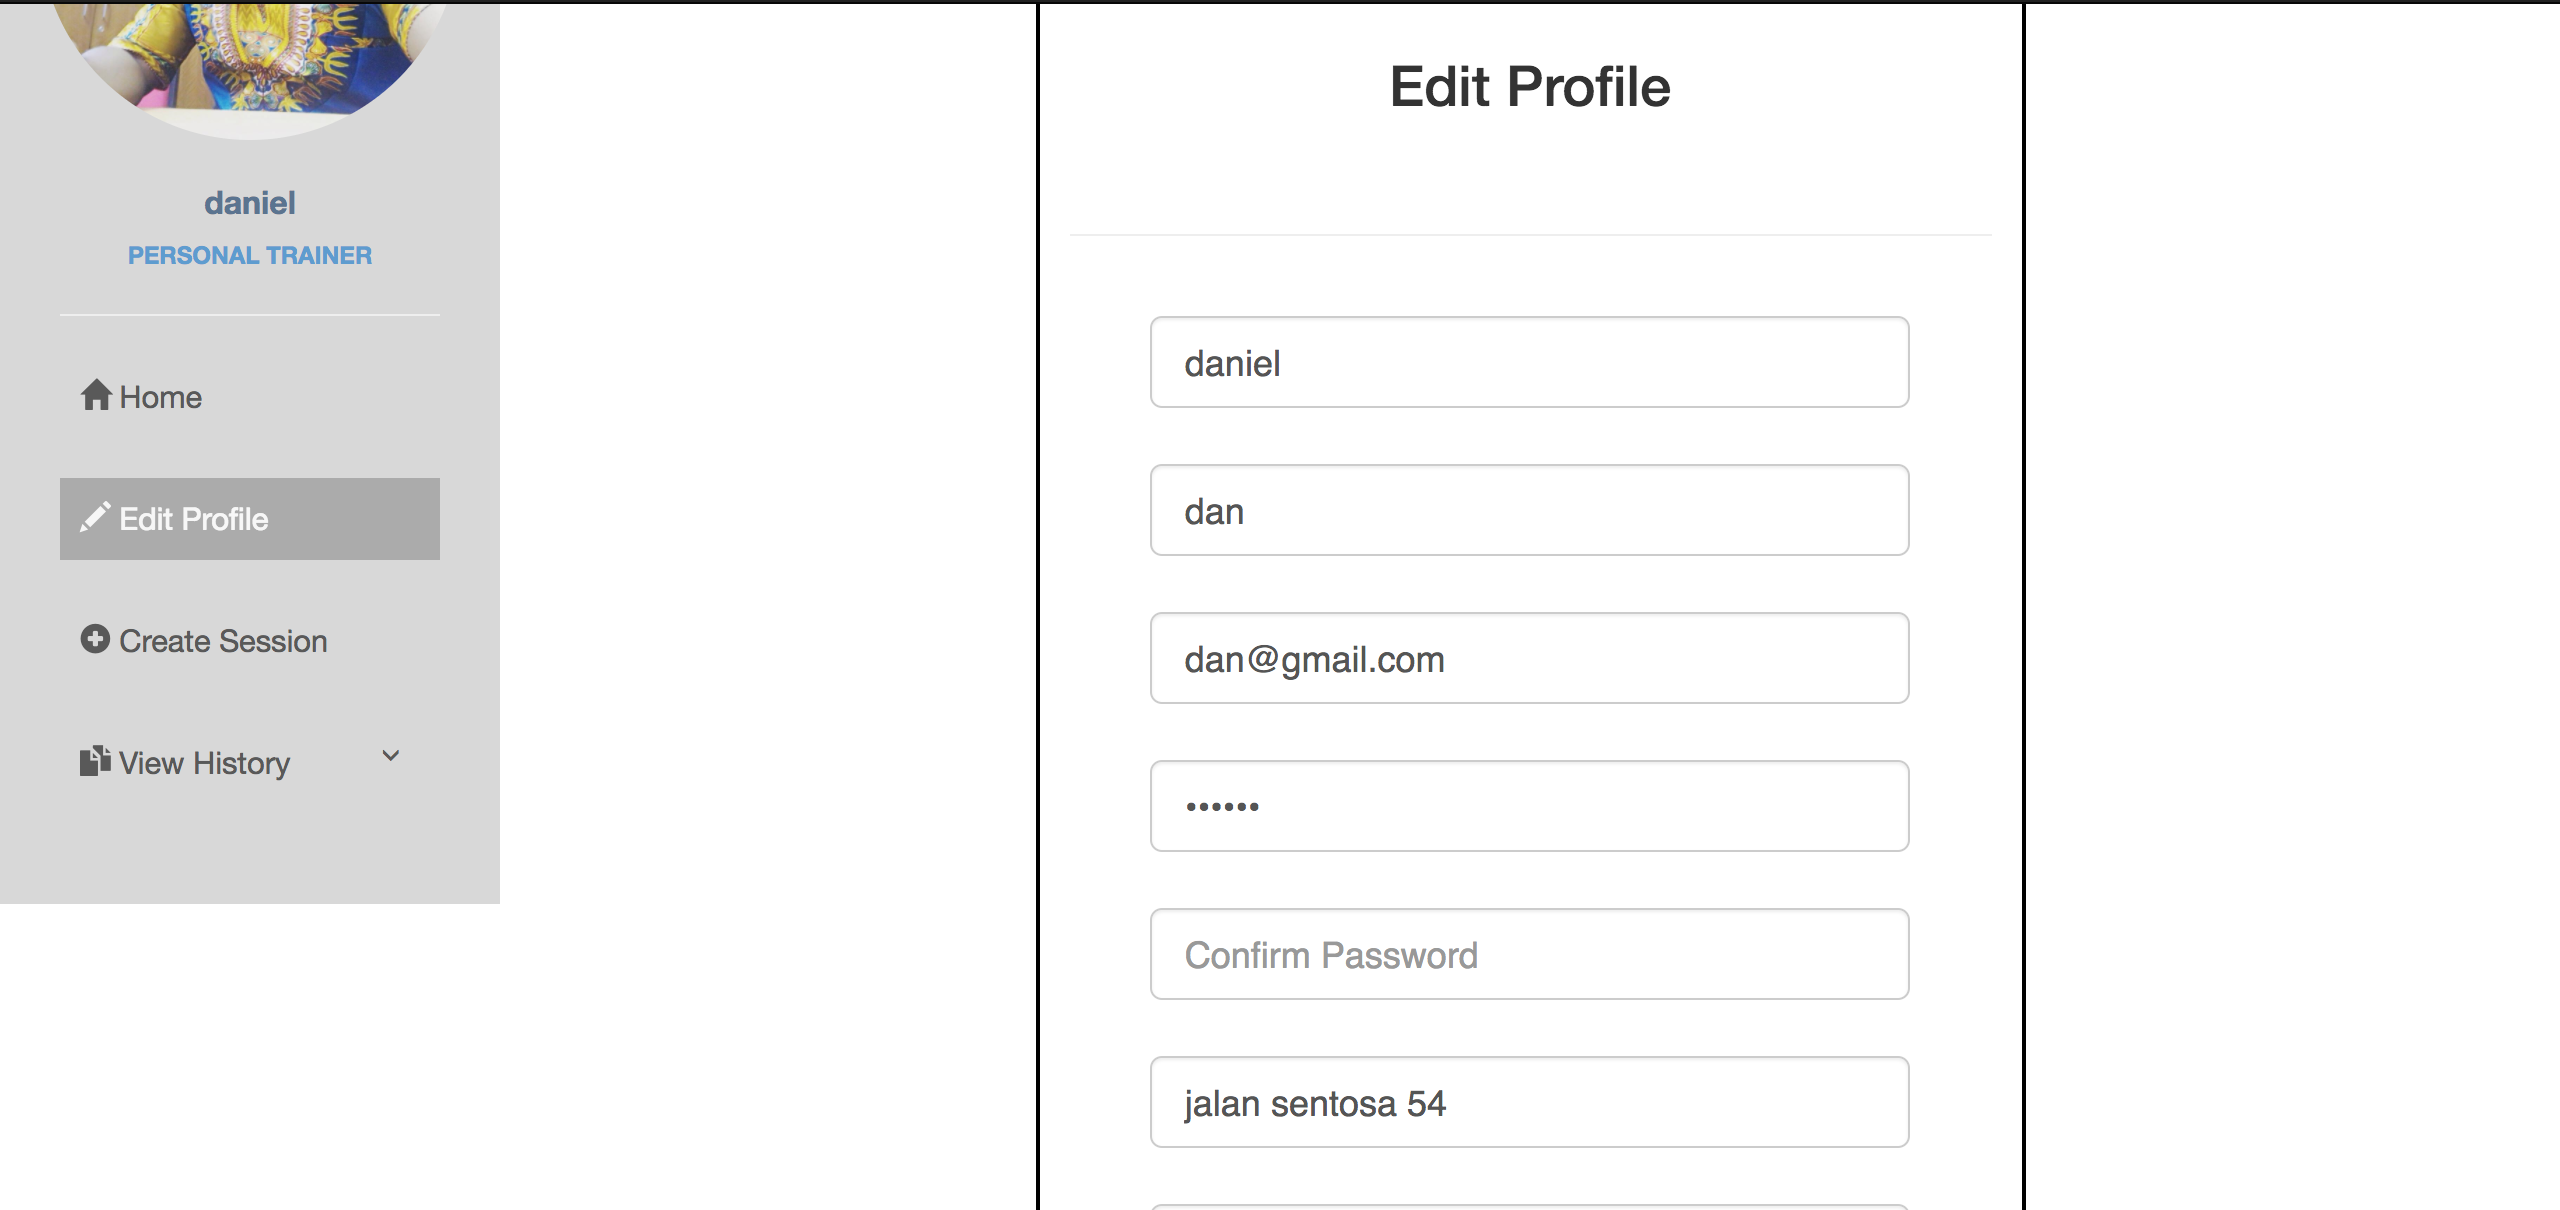 daniel
PERSONAL TRAINER
Home
Edit Profile
Create Session
View History
Edit Profile
daniel
dan
dan@gmail.com
••••••
Confirm Password
jalan sentosa 54